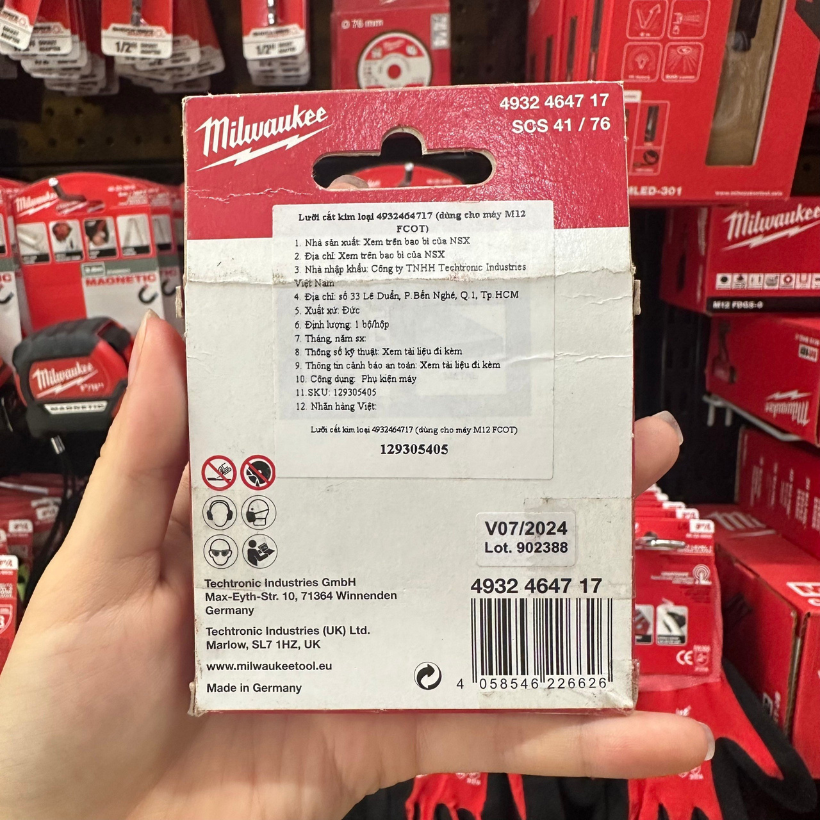 1/2"
1/2"
Ø 76 mm
Milwaukee
4932 4647 17
SCS 41 / 76
Lưỡi cắt kim loại 4932464717 (dùng cho máy M12
FCOT)
1. Nhà sản xuất: Xem trên bao bì của NSX
2. Địa chỉ: Xem trên bao bì của NSX
3. Nhà nhập khẩu: Công ty TNHH Techtronic Industries
Việt Nam
4. Địa chỉ: số 33 Lê Duẩn, P.Bến Nghé, Q.1, Tp.HCM
5. Xuất xứ: Đức
6. Định lượng: 1 bộ/hộp
7. Tháng, năm sx:
8. Thông số kỹ thuật: Xem tài liệu đi kèm
9. Thông tin cảnh báo an toàn: Xem tài liệu đi kèm
10. Công dụng: Phụ kiện máy
11.SKU: 129305405
12. Nhãn hàng Việt:
Lưỡi cắt kim loại 4932464717 (dùng cho máy M12 FCOT)
129305405
V07/2024
Lot. 902388
4932 4647 17
4 058546 226626
Techtronic Industries GmbH
Max-Eyth-Str. 10, 71364 Winnenden
Germany
Techtronic Industries (UK) Ltd.
Marlow, SL7 1HZ, UK
www.milwaukeetool.eu
Made in Germany
MLED-301
Milwaukee
MAGNETIC
Milwaukee
MAGNETIC
CE